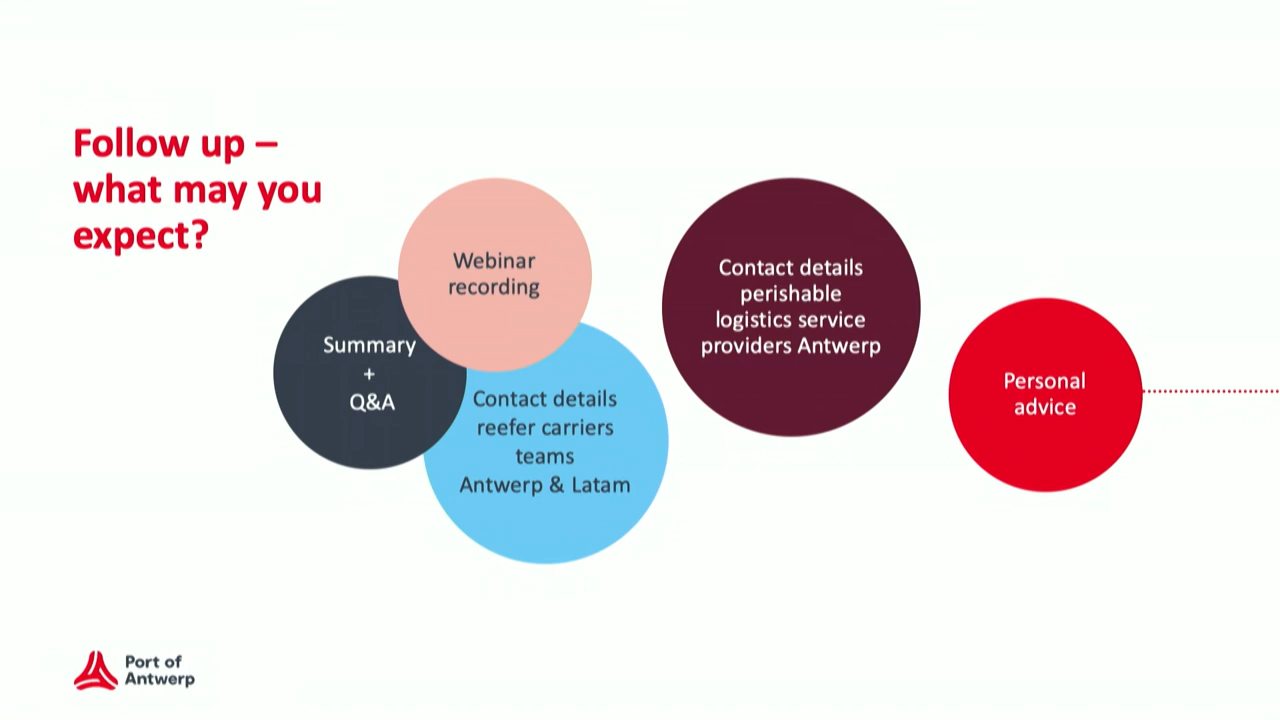 Follow up –
what may you
expect?
Webinar
recording
Summary
+
Q&A
Contact details
reefer carriers
teams
Antwerp & Latam
Contact details
perishable
logistics service
providers Antwerp
Personal
advice
Port of
Antwerp